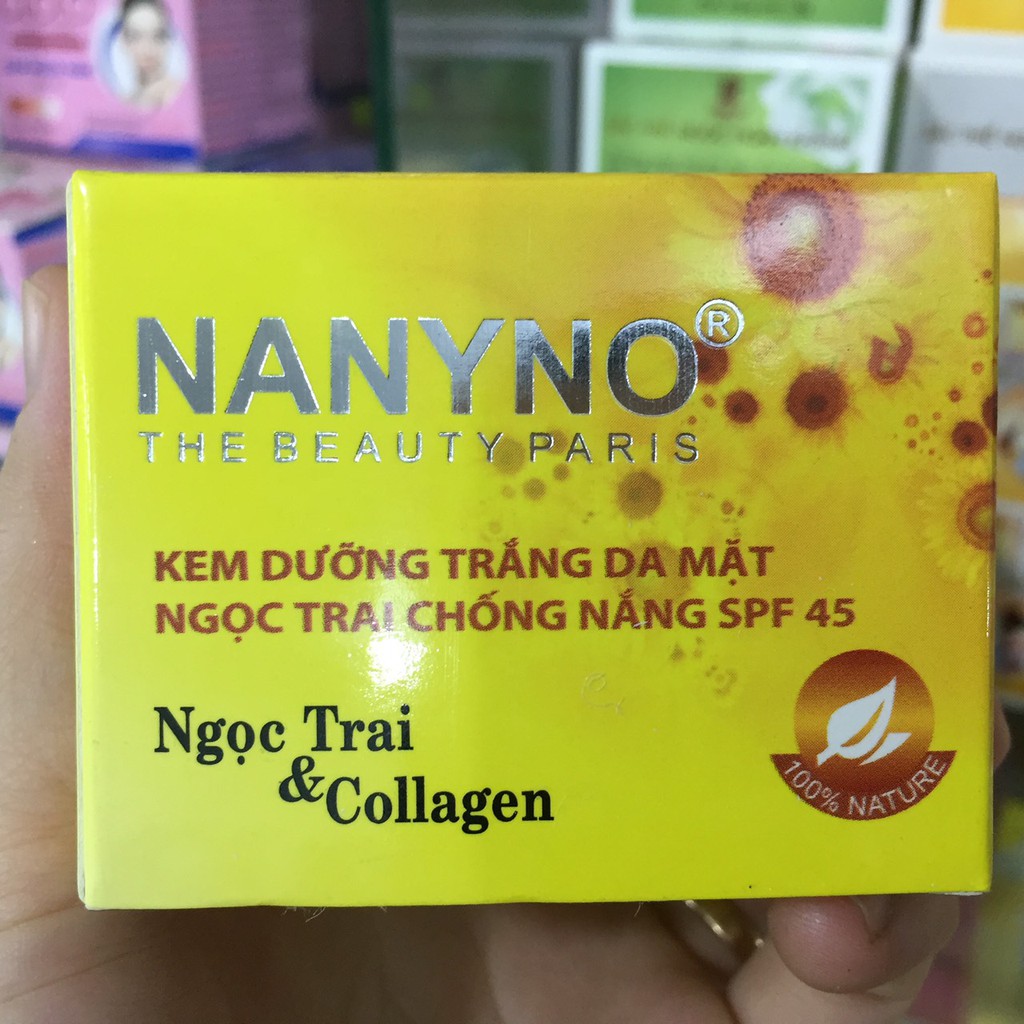 NANYNO®
THE BEAUTY PARIS
KEM DƯỠNG TRẮNG DA MẶT
NGỌC TRAI CHỐNG NẮNG SPF 45
Ngọc Trai
& Collagen
100% NATURE